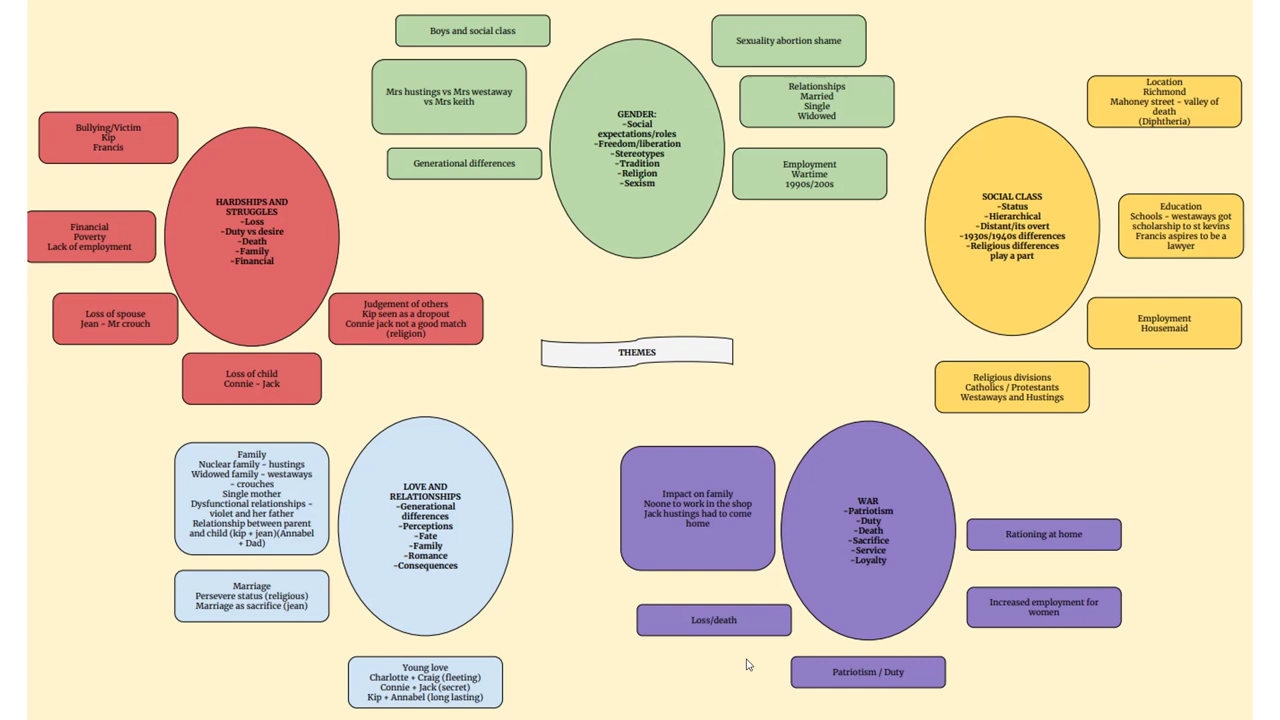 Boys and social class
Mrs hustings vs Mrs westaway
vs Mrs keith
Generational differences
GENDER:
-Social
expectations/roles
-Freedom/liberation
-Stereotypes
-Tradition
-Religion
-Sexism
Sexuality abortion shame
Relationships
Married
Single
Widowed
Employment
Wartime
1990s/200s
Bullying/Victim
Kip
Francis
Financial
Poverty
Lack of employment
Loss of spouse
Jean - Mr crouch
HARDSHIPS AND
STRUGGLES
-Loss
-Duty vs desire
-Death
-Family
-Financial
Judgement of others
Kip seen as a dropout
Connie jack not a good match
(religion)
Loss of child
Connie - Jack
THEMES
SOCIAL CLASS
-Status
-Hierarchical
-Distant/its overt
-1930s/1940s differences
-Religious differences
play a part
Location
Richmond
Mahoney street - valley of
death
(Diphtheria)
Education
Schools - westaways got
scholarship to st kevins
Francis aspires to be a
lawyer
Employment
Housemaid
Religious divisions
Catholics / Protestants
Westaways and Hustings
Family
Nuclear family - hustings
Widowed family - westaways
- crouches
Single mother
Dysfunctional relationships -
violet and her father
Relationship between parent
and child (kip + jean)(Annabel
+ Dad)
Marriage
Persevere status (religious)
Marriage as sacrifice (jean)
LOVE AND
RELATIONSHIPS
-Generational
differences
-Perceptions
-Fate
-Family
-Romance
-Consequences
Young love
Charlotte + Craig (fleeting)
Connie + Jack (secret)
Kip + Annabel (long lasting)
Impact on family
Noone to work in the shop
Jack hustings had to come
home
Loss/death
WAR
-Patriotism
-Duty
-Death
-Sacrifice
-Service
-Loyalty
Rationing at home
Increased employment for
women
Patriotism / Duty